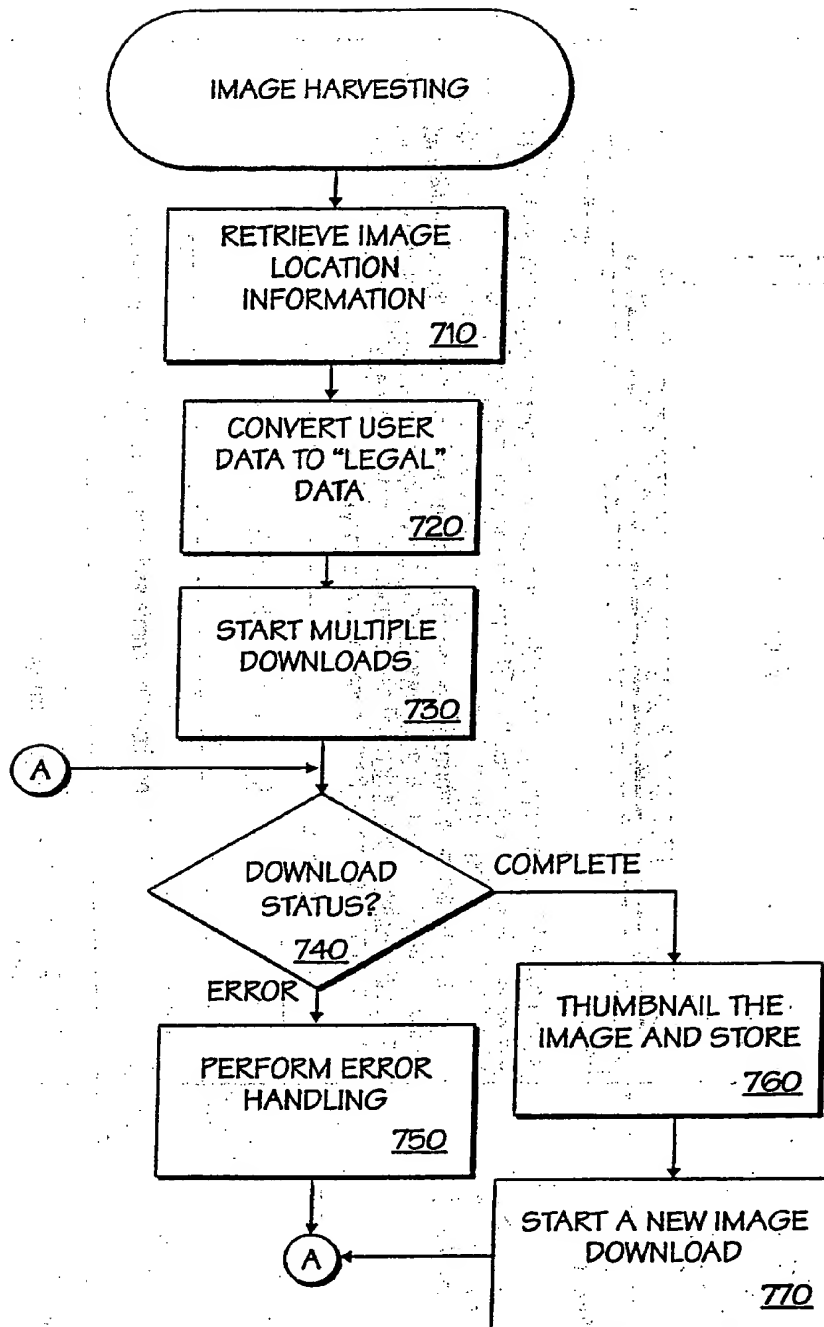 IMAGE HARVESTING
RETRIEVE IMAGE
LOCATION
INFORMATION
710
CONVERT USER
DATA TO “LEGAL”
DATA
720
START MULTIPLE
DOWNLOADS
730
A
DOWNLOAD
STATUS?
740
COMPLETE
ERROR
PERFORM ERROR
HANDLING
750
THUMBNAIL THE
IMAGE AND STORE
760
A
START A NEW IMAGE
DOWNLOAD
770